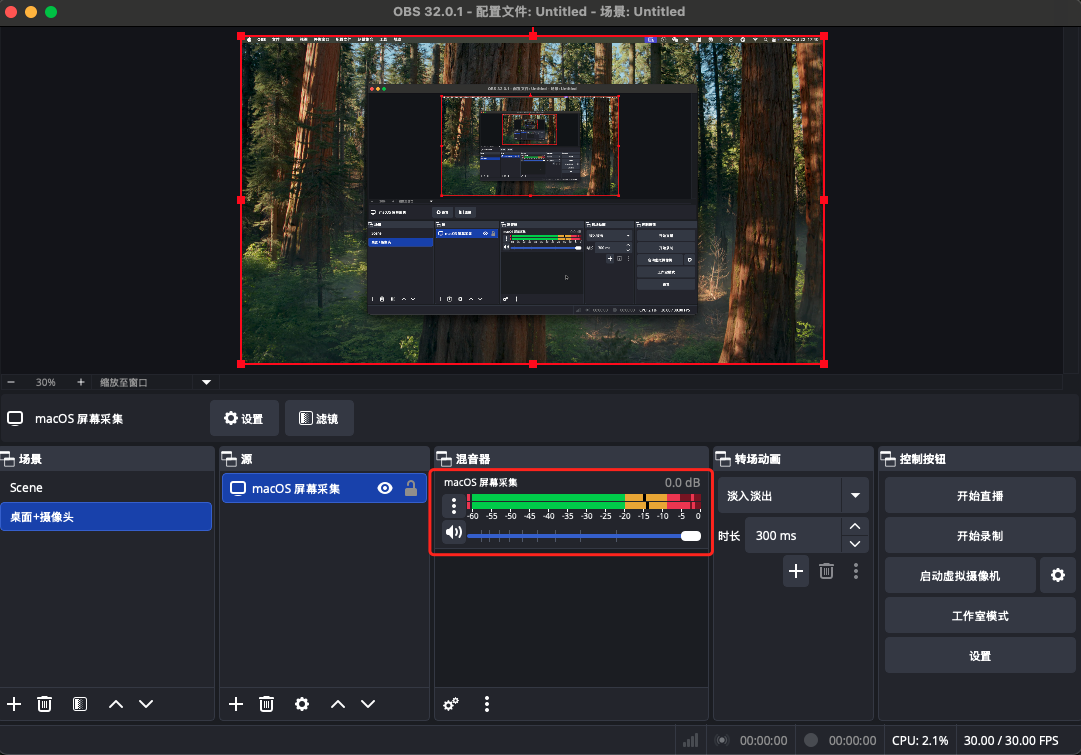 OBS 32.0.1 - 配置文件: Untitled - 场景: Untitled
30% 缩放至窗口
macOS 屏幕采集 设置 滤镜
场景
Scene
桌面+摄像头
源
macOS 屏幕采集
混音器
macOS 屏幕采集 0.0 dB
-60 -55 -50 -45 -40 -35 -30 -25 -20 -15 -10 -5 0
转场动画
淡入淡出
时长 300 ms
控制按钮
开始直播
开始录制
启动虚拟摄像机
工作室模式
设置
00:00:00 00:00:00 CPU: 2.1% 30.00 / 30.00 FPS